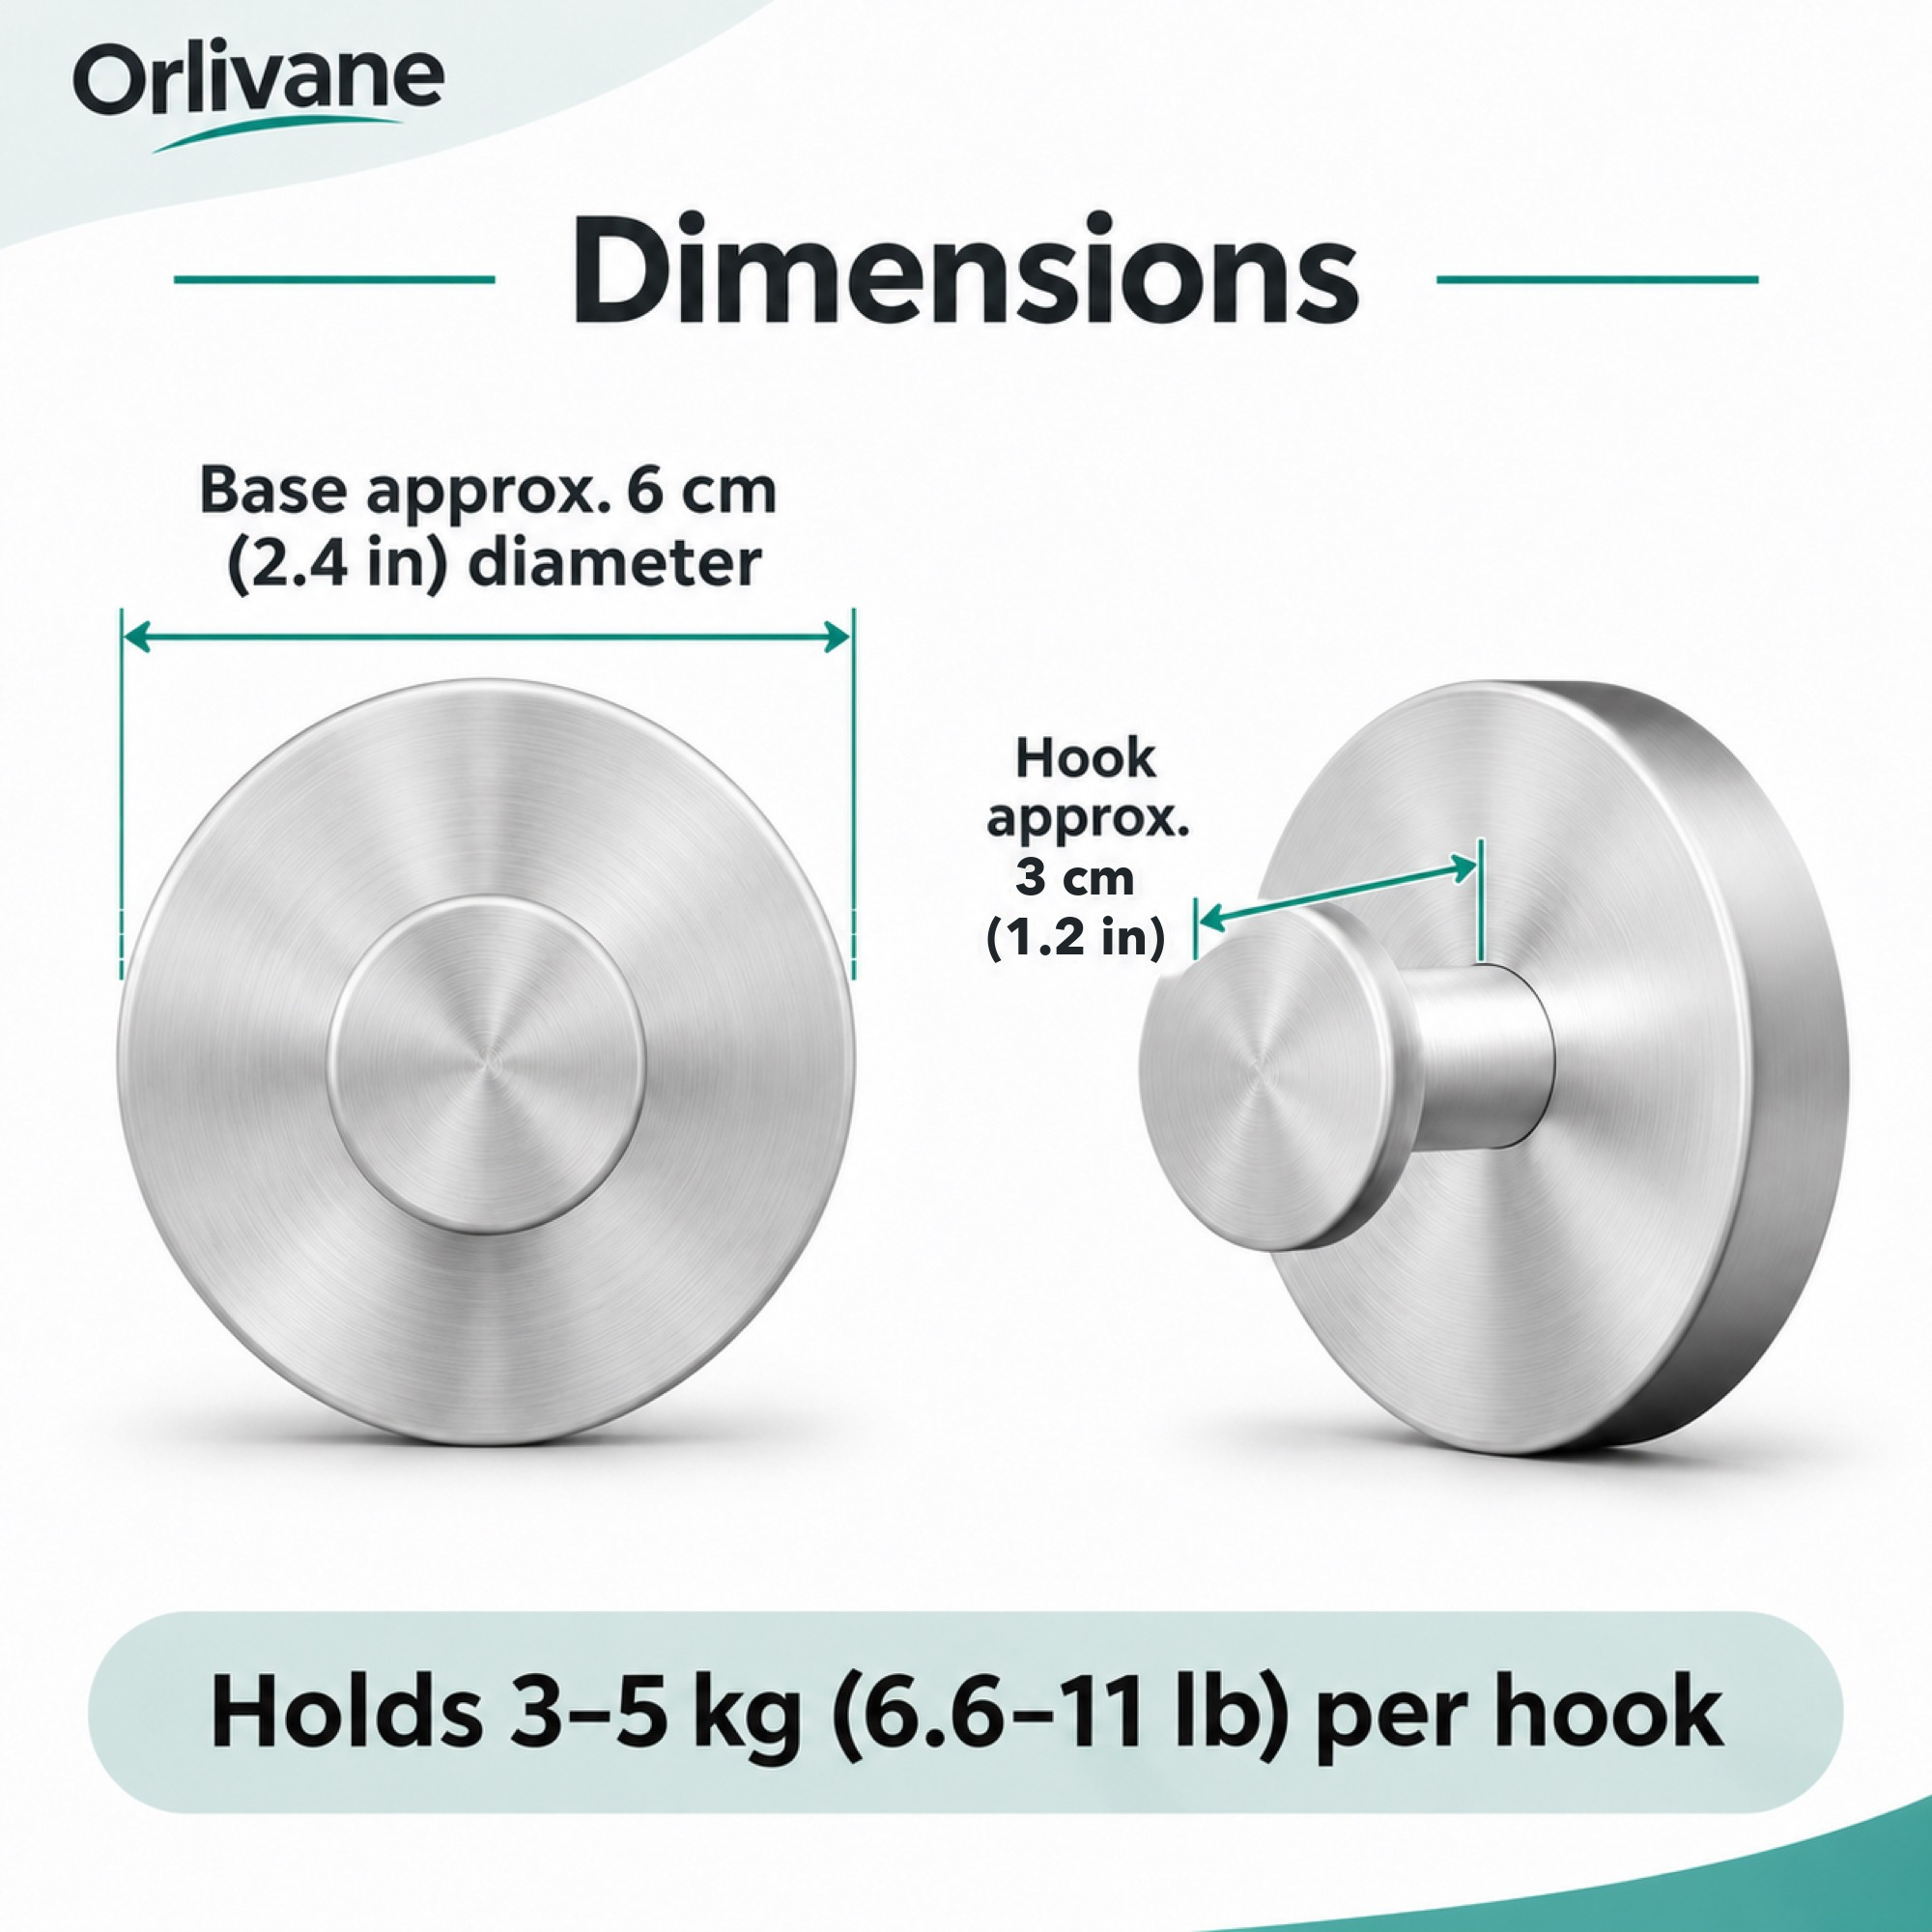 Orlivane
Dimensions
Base approx. 6 cm
(2.4 in) diameter
Hook
approx.
3 cm
(1.2 in)
Holds 3–5 kg (6.6–11 lb) per hook